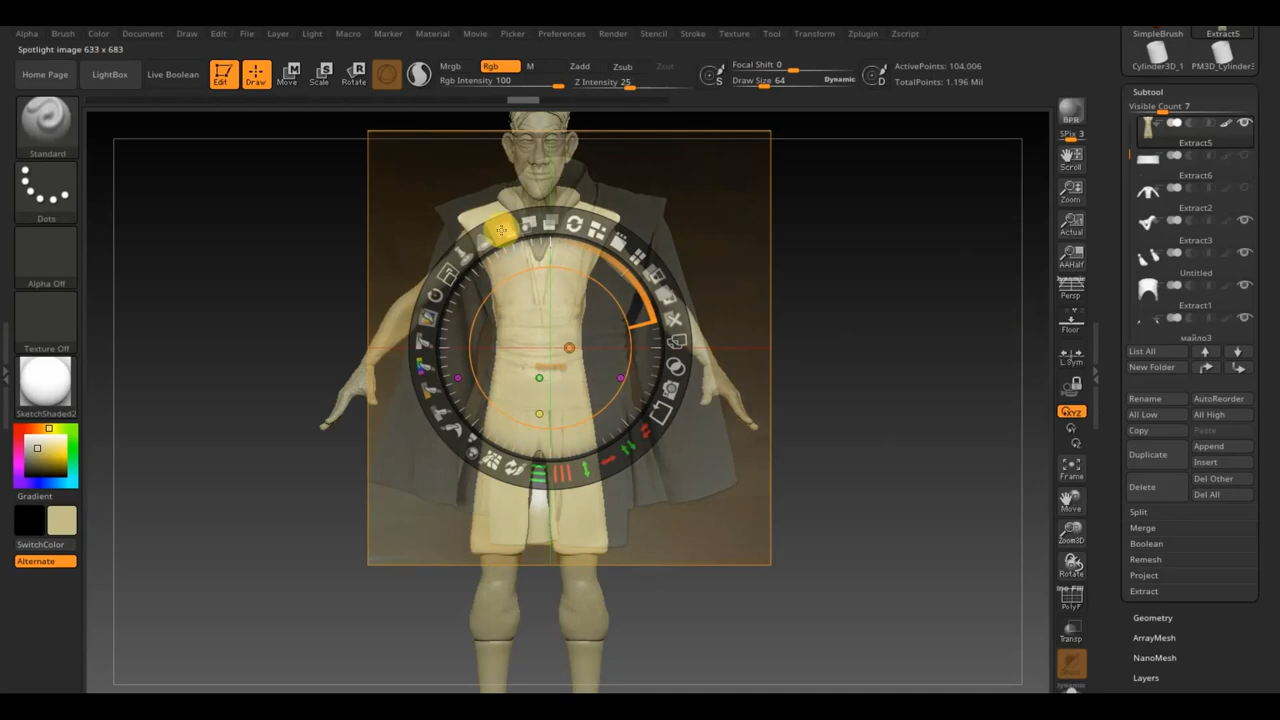 Alpha Brush Color Document Draw Edit File Layer Light Macro Marker Material Movie Picker Preferences Render Stencil Stroke Texture Tool Transform Zplugin Zscript
Spotlight image 633 x 683
Home Page LightBox Live Boolean Edit Draw Move Scale Rotate
Mrgb Rgb M Zadd Zsub Zcut
Rgb Intensity 100 Z Intensity 25
Focal Shift 0
Draw Size 64 Dynamic
S
D
ActivePoints: 104,006
TotalPoints: 1.196 Mil
Standard
Dots
Alpha Off
Texture Off
SketchShaded2
Gradient
SwitchColor
Alternate
BPR
SPix 3
Scroll
Zoom
Actual
AAHalf
Dynamic
Persp
Floor
L.Sym
XYZ
Y
Z
Frame
Move
Zoom3D
Rotate
PolyF
Transp
Dynamic
SimpleBrush Extract5
Cylinder3D_1 PM3D_Cylinder3
Subtool
Visible Count 7
Extract5
Extract6
Extract2
Extract3
Untitled
Extract1
майло3
List All
New Folder
Rename AutoReorder
All Low All High
Copy Paste
Duplicate Append
Insert
Delete Del Other
Del All
Split
Merge
Boolean
Remesh
Project
Extract
Geometry
ArrayMesh
NanoMesh
Layers